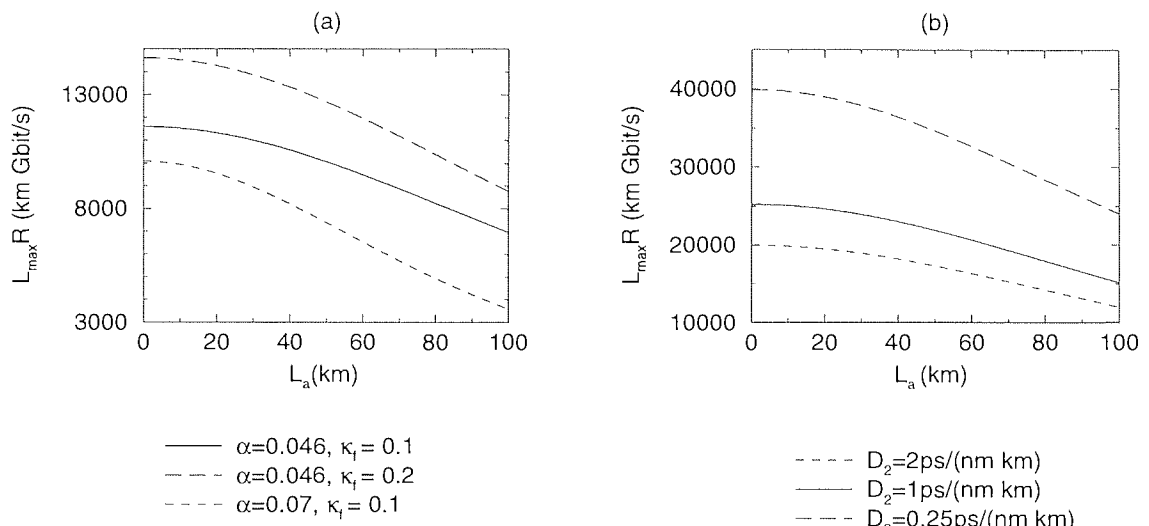 (a)
L_max R (km Gbit/s)
13000
8000
3000
0 20 40 60 80 100
L_a(km)
α=0.046, κ_f = 0.1
α=0.046, κ_f = 0.2
α=0.07, κ_f = 0.1
(b)
L_max R (km Gbit/s)
40000
30000
20000
10000
0 20 40 60 80 100
L_a (km)
D_2=2ps/(nm km)
D_2=1ps/(nm km)
D_2=0.25ps/(nm km)